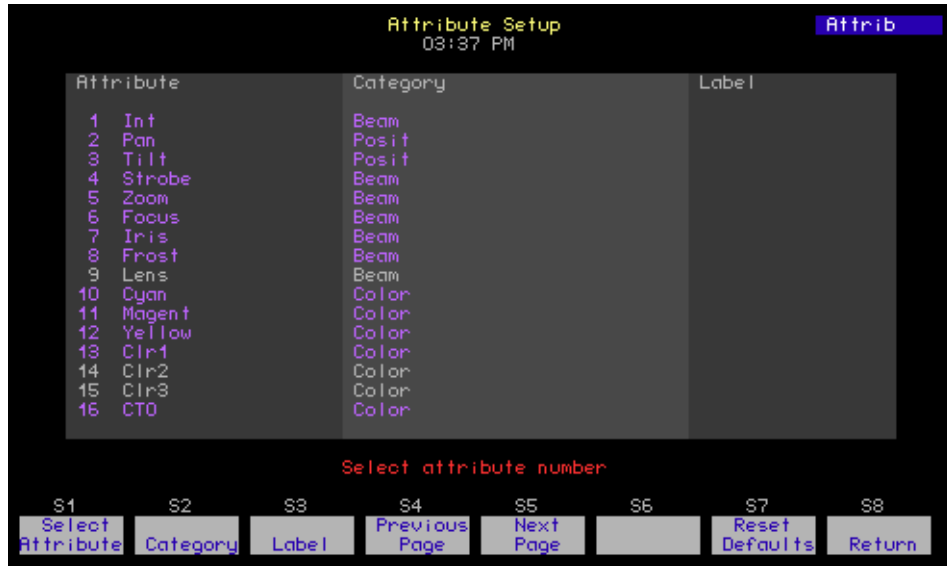 Attribute Setup
Attrib
03:37 PM
Attribute Category Label
1 Int Beam
2 Pan Posit
3 Tilt Posit
4 Strobe Beam
5 Zoom Beam
6 Focus Beam
7 Iris Beam
8 Frost Beam
9 Lens Beam
10 Cyan Color
11 Magent Color
12 Yellow Color
13 Clr1 Color
14 Clr2 Color
15 Clr3 Color
16 CTO Color
Select attribute number
S1 S2 S3 S4 S5 S6 S7 S8
Select Previous Next Reset
Attribute Category Label Page Page Defaults Return